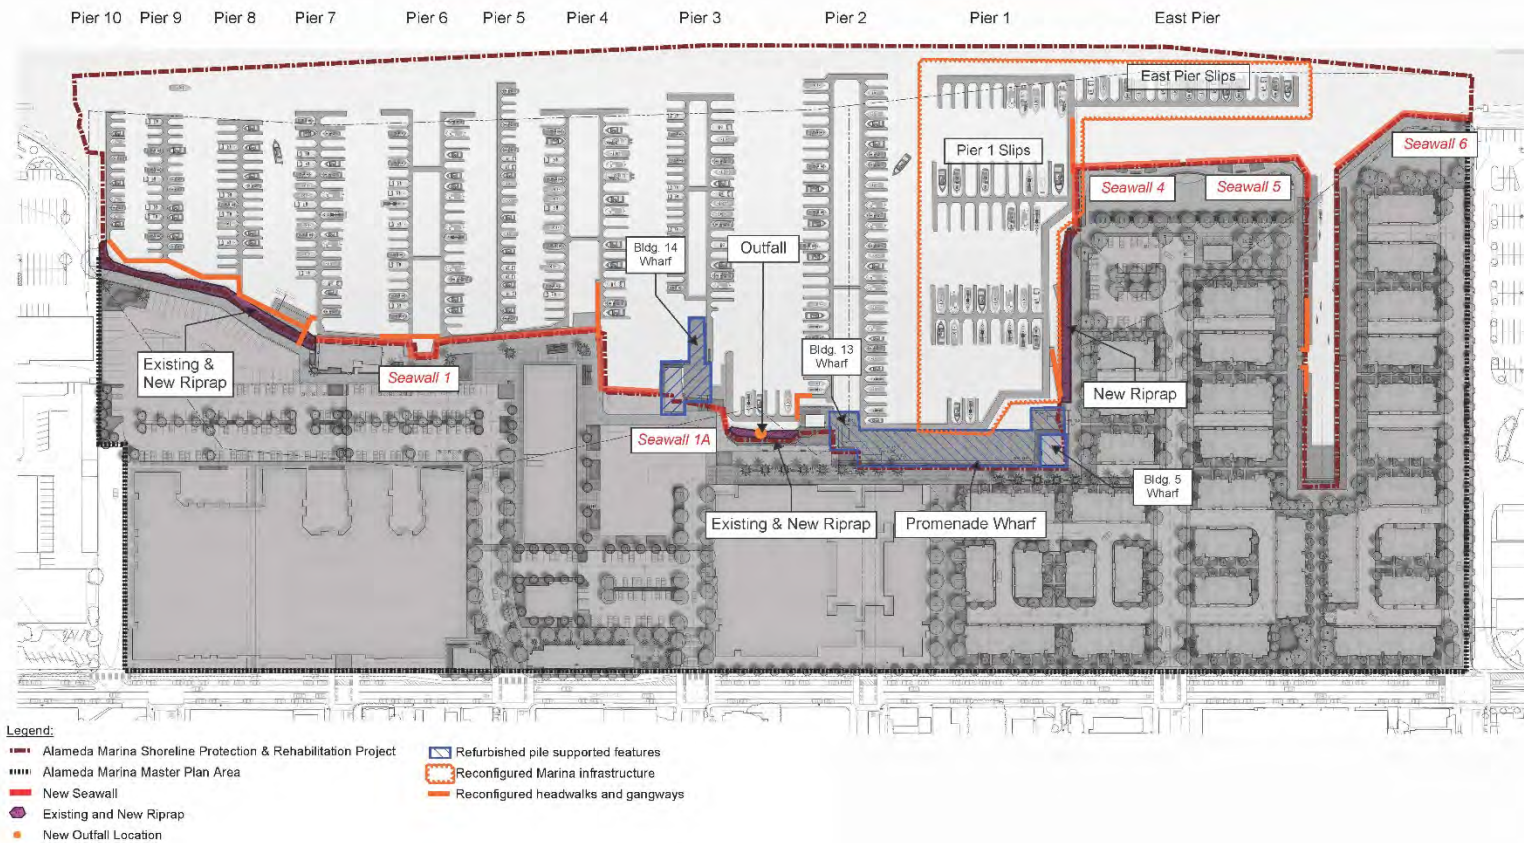 Pier 10 Pier 9 Pier 8 Pier 7 Pier 6 Pier 5 Pier 4 Pier 3 Pier 2 Pier 1 East Pier
East Pier Slips
Seawall 6
Pier 1 Slips
Seawall 4
Seawall 5
Bldg. 14
Wharf
Outfall
Bldg. 13
Wharf
Existing &
New Riprap
Seawall 1
New Riprap
Seawall 1A
Bldg. 5
Wharf
Existing & New Riprap
Promenade Wharf
Legend:
Alameda Marina Shoreline Protection & Rehabilitation Project
Alameda Marina Master Plan Area
New Seawall
Existing and New Riprap
New Outfall Location
Refurbished pile supported features
Reconfigured Marina infrastructure
Reconfigured headwalks and gangways